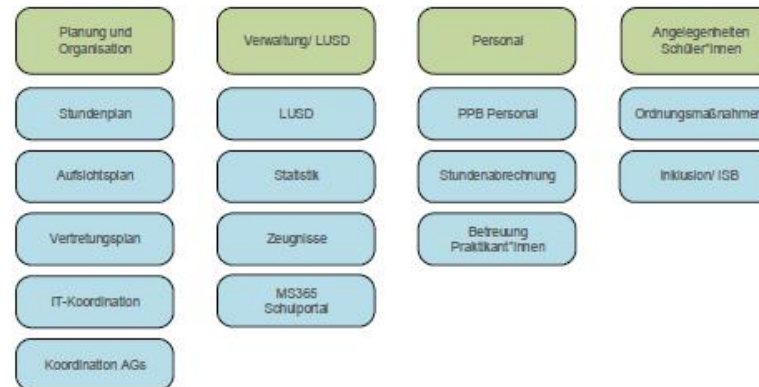 Planung und
Organisation
Stundenplan
Aufsichtsplan
Vertretungsplan
IT-Koordination
Koordination AGs
Verwaltung/ LUSD
LUSD
Statistik
Zeugnisse
MS365
Schulportal
Personal
PPB Personal
Stundenabrechnung
Betreuung
Praktikant*innen
Angelegenheiten
Schüler*innen
Ordnungsmaßnahmen
Inklusion/ ISB